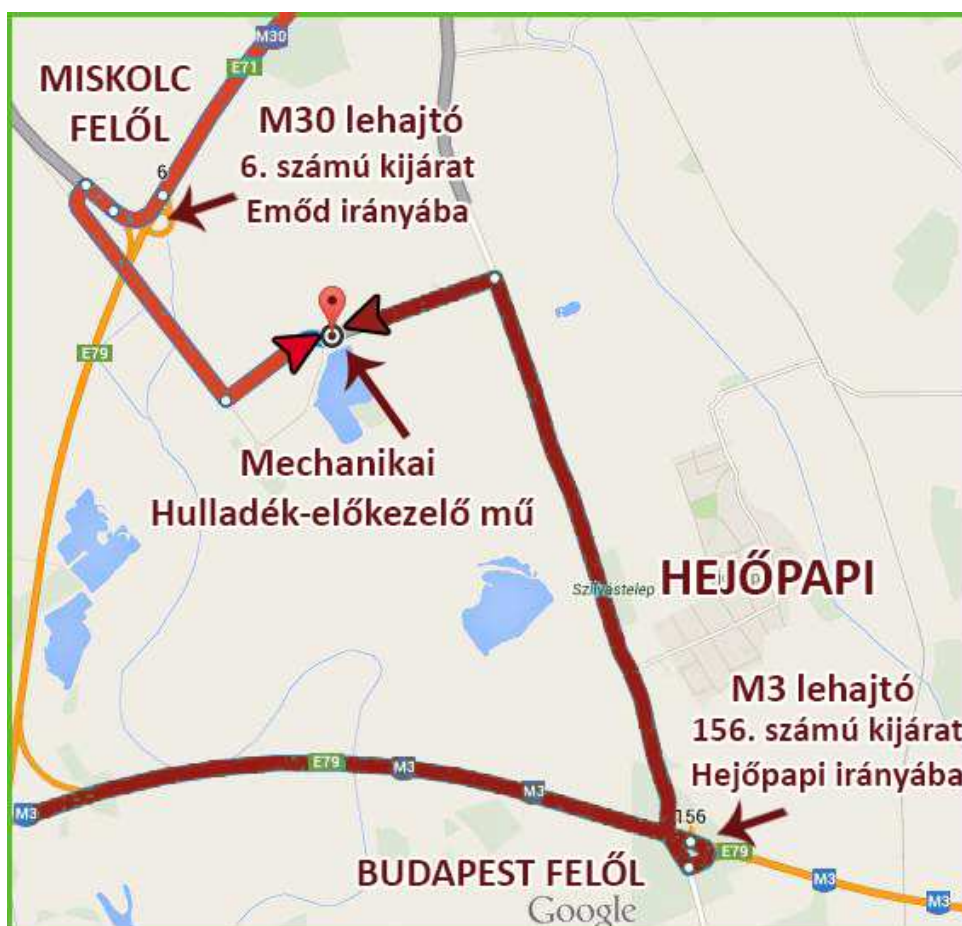 M30
E71
MISKOLC
FELŐL
M30 lehajtó
6. számú kijárat
Emőd irányába
6
E79
Mechanikai
Hulladék-előkezelő mű
HEJŐPAPI
Szilvástelep
M3 lehajtó
156. számú kijárat
Hejőpapi irányába
E79
M3
M3
M3
156
E79
BUDAPEST FELŐL
M3
M3
Google